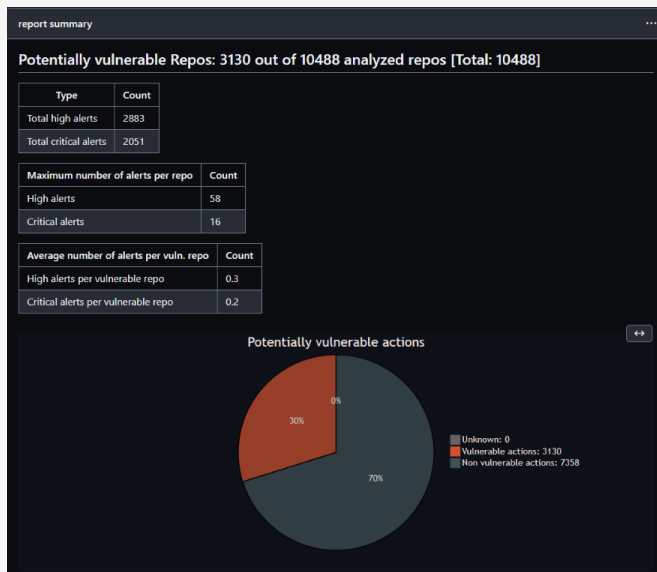 report summary
Potentially vulnerable Repos: 3130 out of 10488 analyzed repos [Total: 10488]
Type Count
Total high alerts 2883
Total critical alerts 2051
Maximum number of alerts per repo Count
High alerts 58
Critical alerts 16
Average number of alerts per vuln. repo Count
High alerts per vulnerable repo 0.3
Critical alerts per vulnerable repo 0.2
Potentially vulnerable actions
0%
30%
70%
Unknown: 0
Vulnerable actions: 3130
Non vulnerable actions: 7358